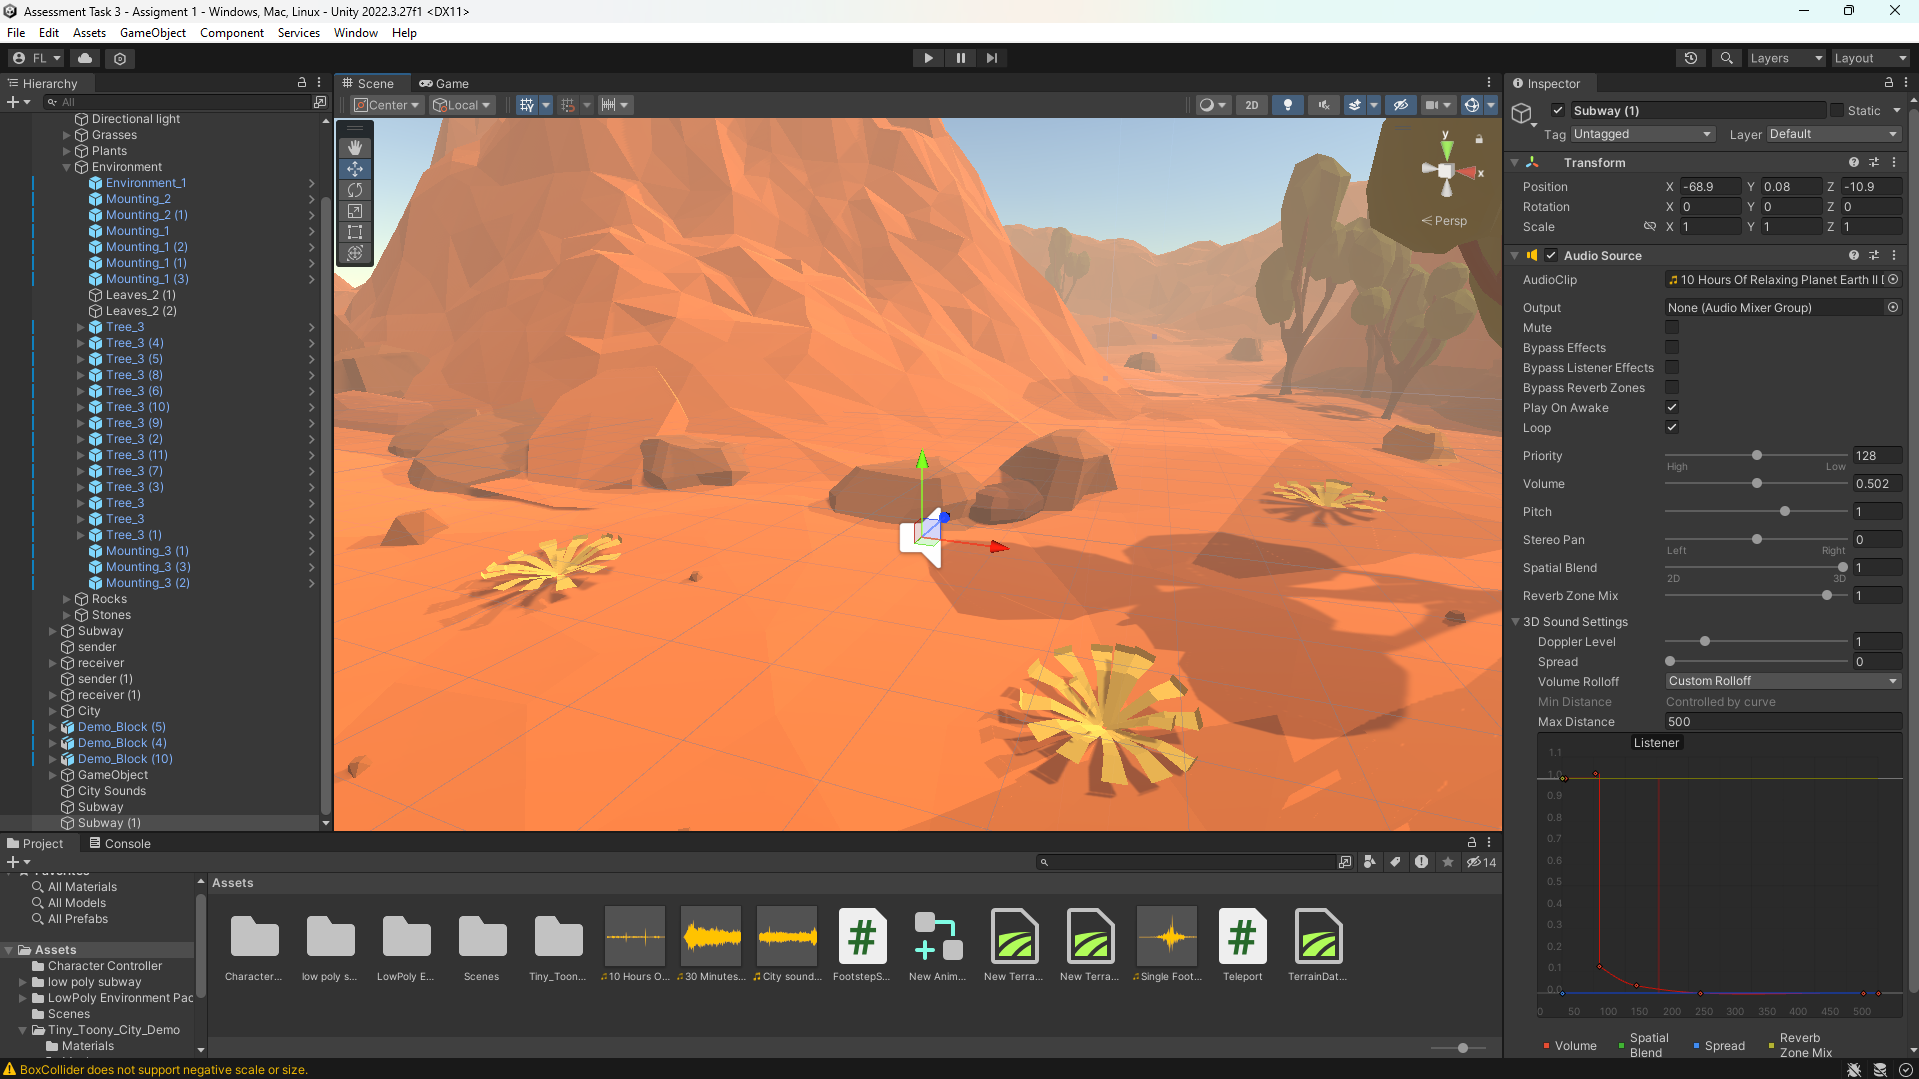 Assessment Task 3 - Assigment 1 - Windows, Mac, Linux - Unity 2022.3.27f1 <DX11>
File Edit Assets GameObject Component Services Window Help
FL
Layers Layout
Hierarchy
All
Directional light
Grasses
Plants
Environment
Environment_1
Mounting_2
Mounting_2 (1)
Mounting_1
Mounting_1 (2)
Mounting_1 (1)
Mounting_1 (3)
Leaves_2 (1)
Leaves_2 (2)
Tree_3
Tree_3 (4)
Tree_3 (5)
Tree_3 (8)
Tree_3 (6)
Tree_3 (10)
Tree_3 (9)
Tree_3 (2)
Tree_3 (11)
Tree_3 (7)
Tree_3 (3)
Tree_3
Tree_3
Tree_3 (1)
Mounting_3 (1)
Mounting_3 (3)
Mounting_3 (2)
Rocks
Stones
Subway
sender
receiver
sender (1)
receiver (1)
City
Demo_Block (5)
Demo_Block (4)
Demo_Block (10)
GameObject
City Sounds
Subway
Subway (1)
Scene Game
Center Local 2D
y
x
Persp
Inspector
Subway (1) Static
Tag Untagged Layer Default
Transform
Position X -68.9 Y 0.08 Z -10.9
Rotation X 0 Y 0 Z 0
Scale X 1 Y 1 Z 1
Audio Source
AudioClip 10 Hours Of Relaxing Planet Earth II
Output None (Audio Mixer Group)
Mute
Bypass Effects
Bypass Listener Effects
Bypass Reverb Zones
Play On Awake
Loop
Priority 128
High Low
Volume 0.502
Pitch 1
Stereo Pan 0
Left Right
Spatial Blend 1
2D 3D
Reverb Zone Mix 1
3D Sound Settings
Doppler Level 1
Spread 0
Volume Rolloff Custom Rolloff
Min Distance Controlled by curve
Max Distance 500
Listener
1.1
1.0
0.9
0.8
0.7
0.6
0.5
0.4
0.3
0.2
0.1
0.0
0 50 100 150 200 250 300 350 400 450 500
Volume Spatial Blend Spread Reverb Zone Mix
Project Console
14
Favorites
All Materials
All Models
All Prefabs
Assets
Character Controller
low poly subway
LowPoly Environment Pac
Scenes
Tiny_Toony_City_Demo
Materials
Assets
Character... low poly s... LowPoly E... Scenes Tiny_Toon... 10 Hours O... 30 Minutes... City sound... FootstepS... New Anim... New Terra... New Terra... Single Foot... Teleport TerrainDat...
BoxCollider does not support negative scale or size.